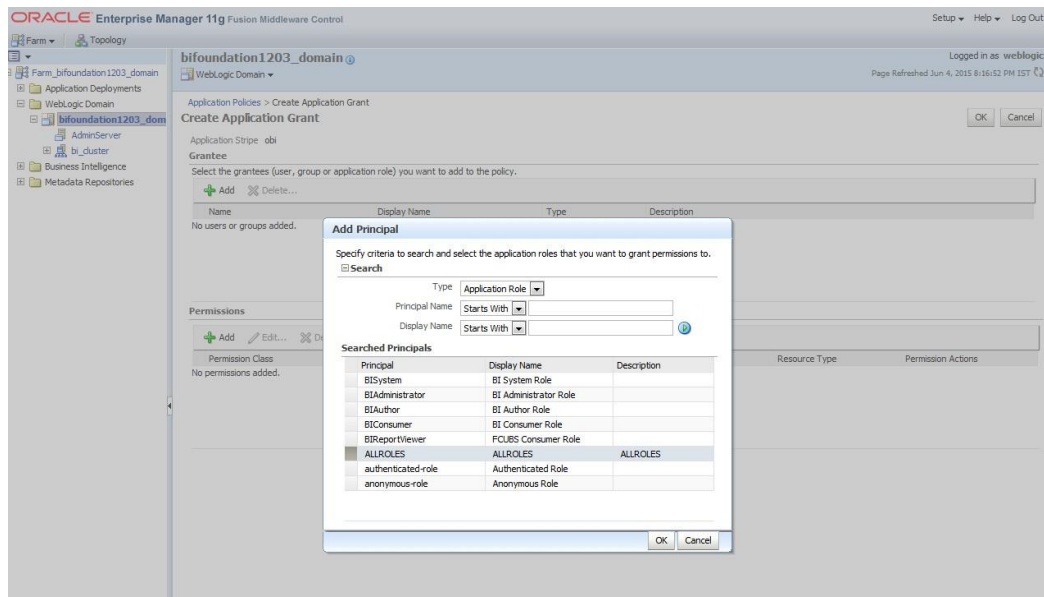 ORACLE Enterprise Manager 11g Fusion Middleware Control
Setup Help Log Out
Farm Topology
Farm_bifoundation1203_domain
Application Deployments
WebLogic Domain
bifoundation1203_dom
AdminServer
bi_cluster
Business Intelligence
Metadata Repositories
bifoundation1203_domain
WebLogic Domain
Logged in as weblogic
Page Refreshed Jun 4, 2015 8:16:52 PM IST
Application Policies > Create Application Grant
Create Application Grant
OK Cancel
Application Stripe obi
Grantee
Select the grantees (user, group or application role) you want to add to the policy.
Add Delete...
Name Display Name Type Description
No users or groups added.
Permissions
Add Edit... De
Permission Class Resource Type Permission Actions
No permissions added.
Add Principal
Specify criteria to search and select the application roles that you want to grant permissions to.
Search
Type Application Role
Principal Name Starts With
Display Name Starts With
Searched Principals
Principal Display Name Description
BISystem BI System Role
BIAdministrator BI Administrator Role
BIAuthor BI Author Role
BIConsumer BI Consumer Role
BIReportViewer FCUBS Consumer Role
ALLROLES ALLROLES ALLROLES
authenticated-role Authenticated Role
anonymous-role Anonymous Role
OK Cancel